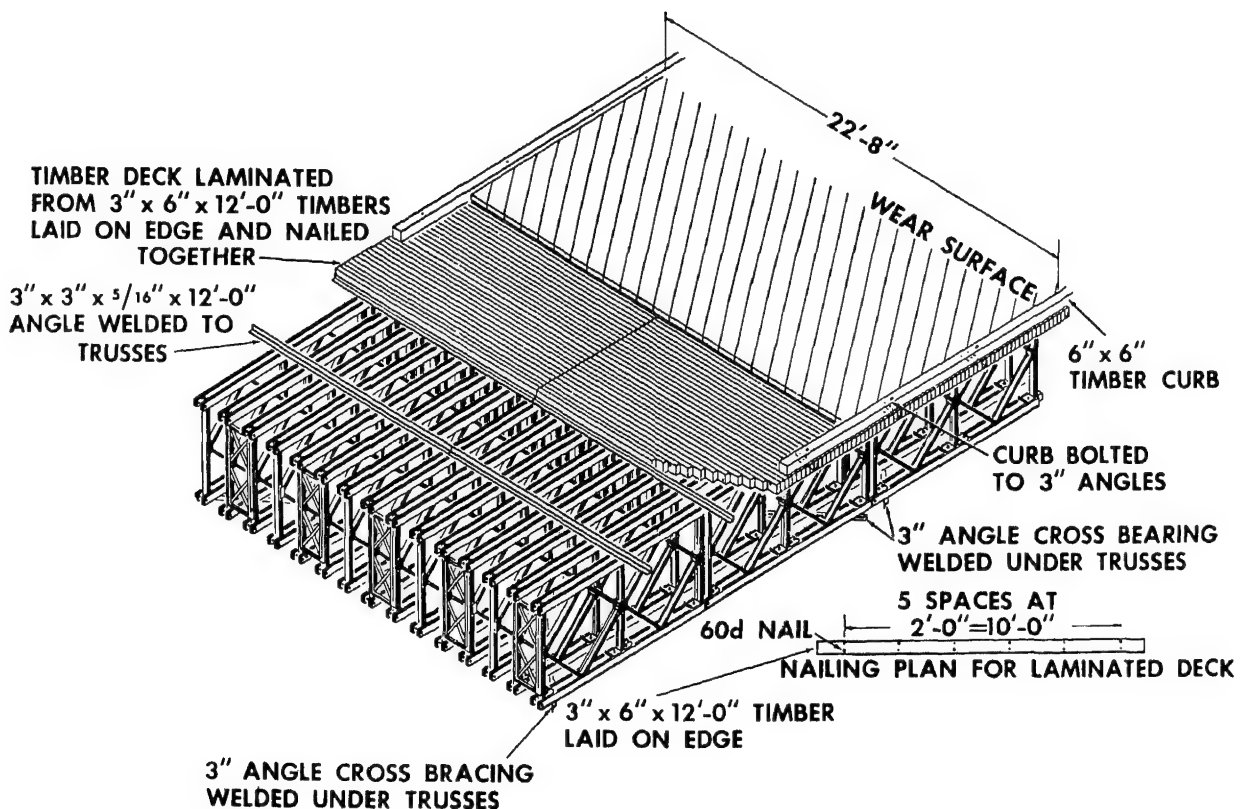 22'-8"
TIMBER DECK LAMINATED
FROM 3" x 6" x 12'-0" TIMBERS
LAID ON EDGE AND NAILED
TOGETHER
WEAR SURFACE
3" x 3" x 5/16" x 12'-0"
ANGLE WELDED TO
TRUSSES
6" x 6"
TIMBER CURB
CURB BOLTED
TO 3" ANGLES
3" ANGLE CROSS BEARING
WELDED UNDER TRUSSES
5 SPACES AT
2'-0"=10'-0"
60d NAIL
NAILING PLAN FOR LAMINATED DECK
3" x 6" x 12'-0" TIMBER
LAID ON EDGE
3" ANGLE CROSS BRACING
WELDED UNDER TRUSSES